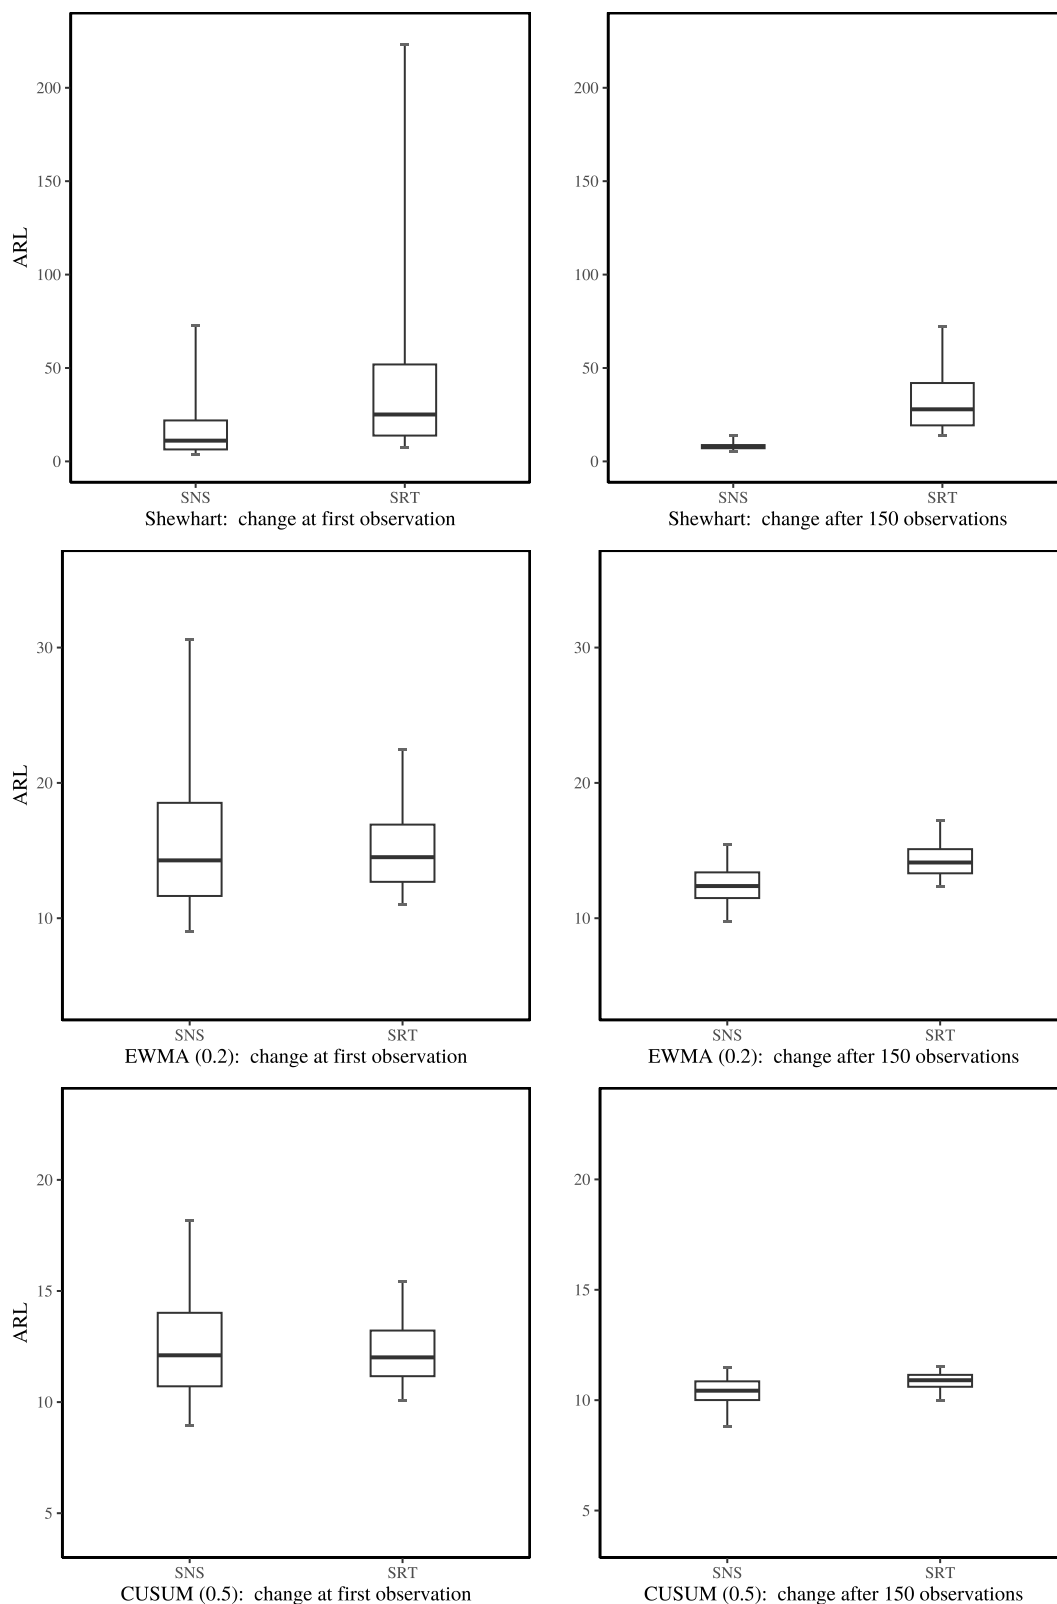 200
150
100
50
0
ARL
SNS
SRT
Shewhart: change at first observation
200
150
100
50
0
SNS
SRT
Shewhart: change after 150 observations
30
20
10
ARL
SNS
SRT
EWMA (0.2): change at first observation
30
20
10
SNS
SRT
EWMA (0.2): change after 150 observations
20
15
10
5
ARL
SNS
SRT
CUSUM (0.5): change at first observation
20
15
10
5
SNS
SRT
CUSUM (0.5): change after 150 observations